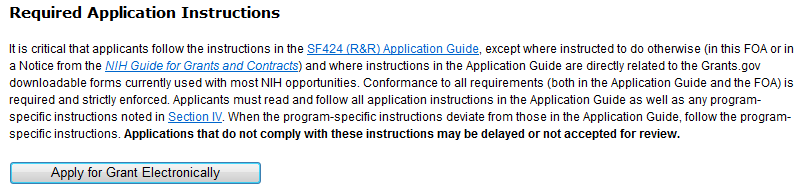 Required Application Instructions
It is critical that applicants follow the instructions in the SF424 (R&R) Application Guide, except where instructed to do otherwise (in this FOA or in
a Notice from the NIH Guide for Grants and Contracts) and where instructions in the Application Guide are directly related to the Grants.gov
downloadable forms currently used with most NIH opportunities. Conformance to all requirements (both in the Application Guide and the FOA) is
required and strictly enforced. Applicants must read and follow all application instructions in the Application Guide as well as any program-
specific instructions noted in Section IV. When the program-specific instructions deviate from those in the Application Guide, follow the program-
specific instructions. Applications that do not comply with these instructions may be delayed or not accepted for review.
Apply for Grant Electronically